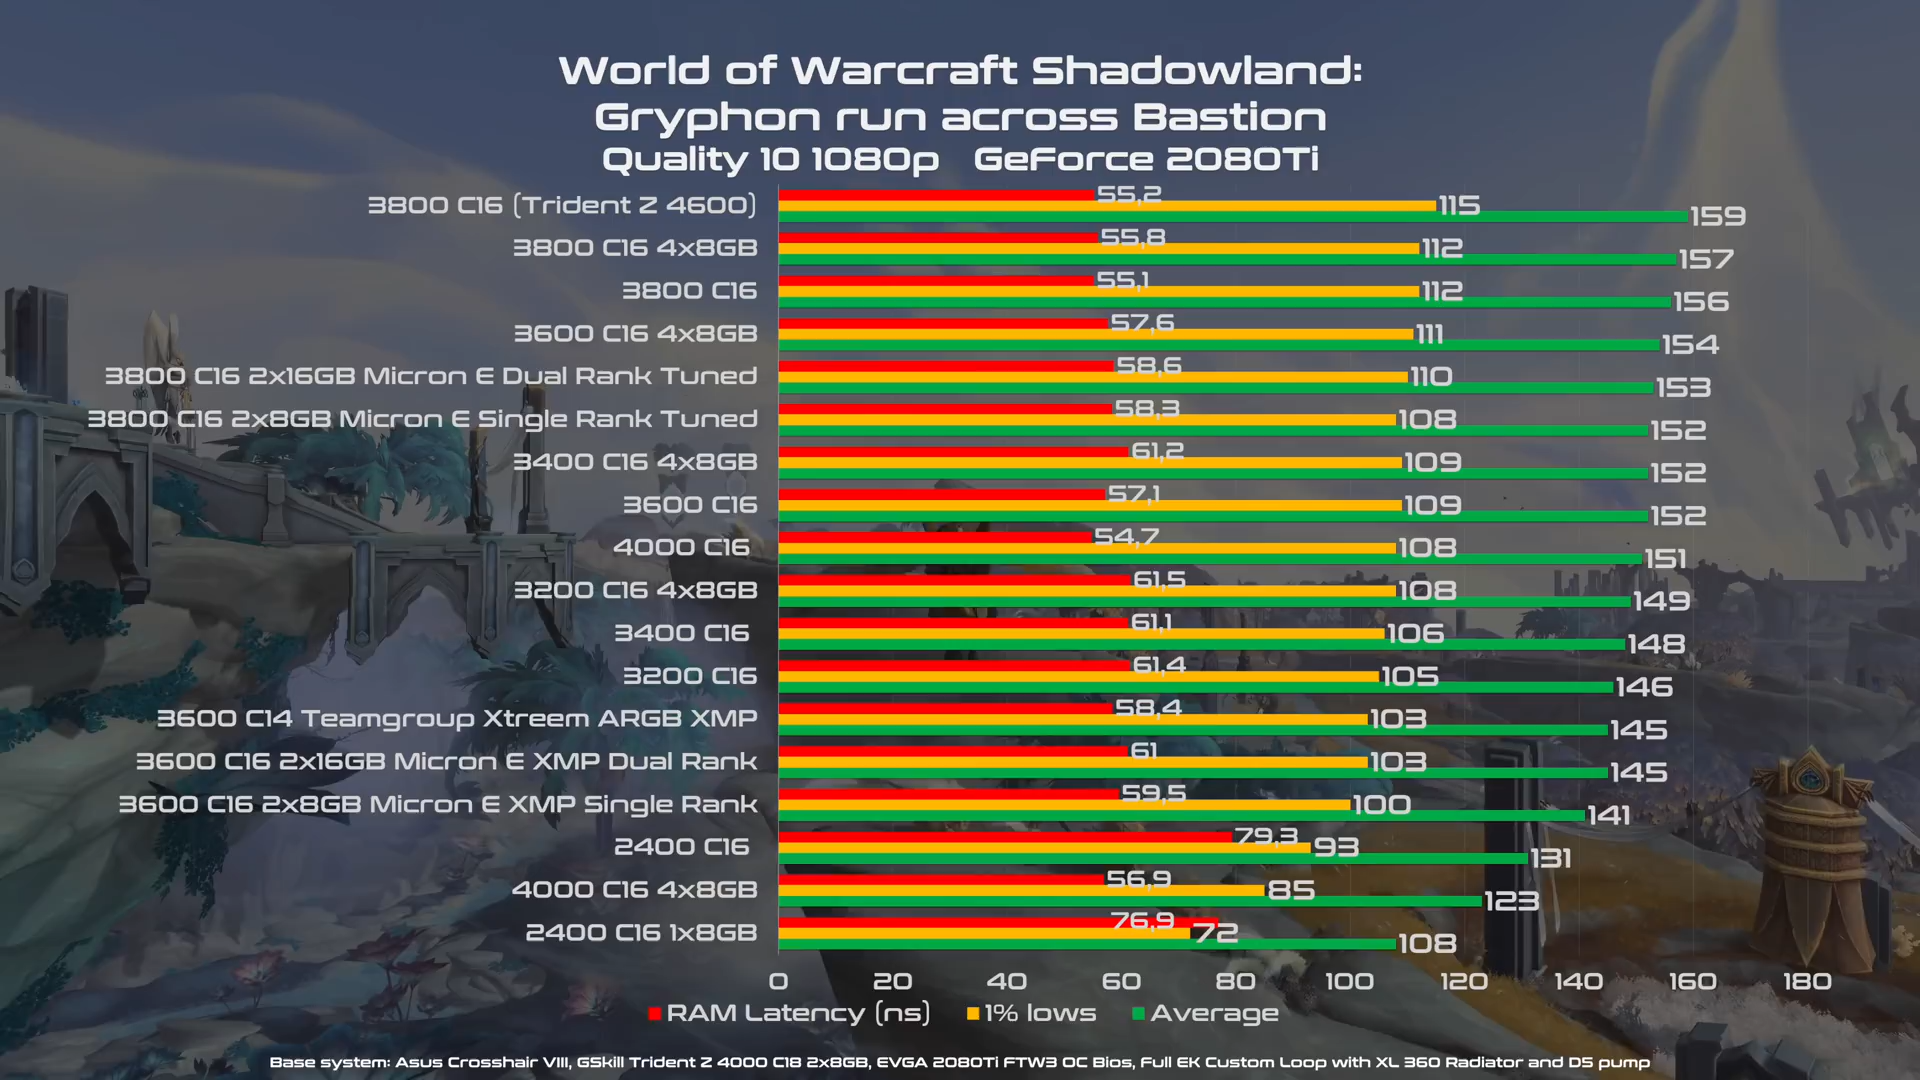 World of Warcraft Shadowland:
Gryphon run across Bastion
Quality 10 1080p GeForce 2080Ti
3800 C16 (Trident Z 4600) 55,2 115 159
3800 C16 4x8GB 55,8 112 157
3800 C16 55,1 112 156
3600 C16 4x8GB 57,6 111 154
3800 C16 2x16GB Micron E Dual Rank Tuned 58,6 110 153
3800 C16 2x8GB Micron E Single Rank Tuned 58,3 108 152
3400 C16 4x8GB 61,2 109 152
3600 C16 57,1 109 152
4000 C16 54,7 108 151
3200 C16 4x8GB 61,5 108 149
3400 C16 61,1 106 148
3200 C16 61,4 105 146
3600 C14 Teamgroup Xtreem ARGB XMP 58,4 103 145
3600 C16 2x16GB Micron E XMP Dual Rank 61 103 145
3600 C16 2x8GB Micron E XMP Single Rank 59,5 100 141
2400 C16 79,3 93 131
4000 C16 4x8GB 56,9 85 123
2400 C16 1x8GB 76,9 72 108
0 20 40 60 80 100 120 140 160 180
RAM Latency (ns) 1% lows Average
Base system: Asus Crosshair VIII, GSkill Trident Z 4000 C18 2x8GB, EVGA 2080Ti FTW3 OC Bios, Full EK Custom Loop with XL 360 Radiator and D5 pump